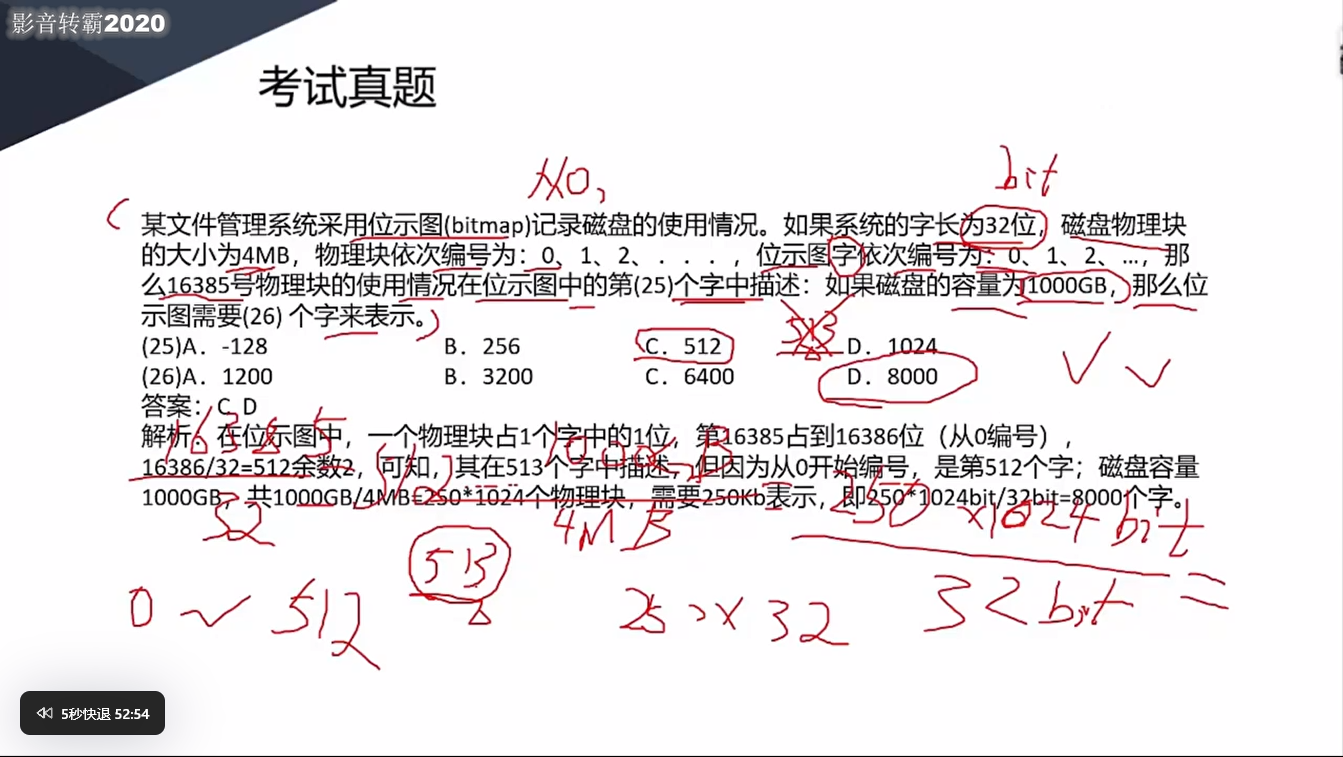 影音转霸2020
考试真题
No,
bit
某文件管理系统采用位示图(bitmap)记录磁盘的使用情况。如果系统的字长为32位，磁盘物理块
的大小为4MB，物理块依次编号为：0、1、2、...，位示图字依次编号为：0、1、2、…，那
么16385号物理块的使用情况在位示图中的第(25)个字中描述：如果磁盘的容量为1000GB，那么位
示图需要(26) 个字来表示。
513
(25)A．-128 B．256 C．512 D．1024
(26)A．1200 B．3200 C．6400 D．8000
答案：C D
解析：在位示图中，一个物理块占1个字中的1位，第16385占到16386位（从0编号），
16386/32=512余数2，可知，其在513个字中描述，但因为从0开始编号，是第512个字；磁盘容量
1000GB，共1000GB/4MB=250*1024个物理块，需要250Kb表示，即250*1024bit/32bit=8000个字。
16385
32
512
4MB
250 ×1024 bit
32bit =
513
0 ~ 512
250×32
5秒快退 52:54